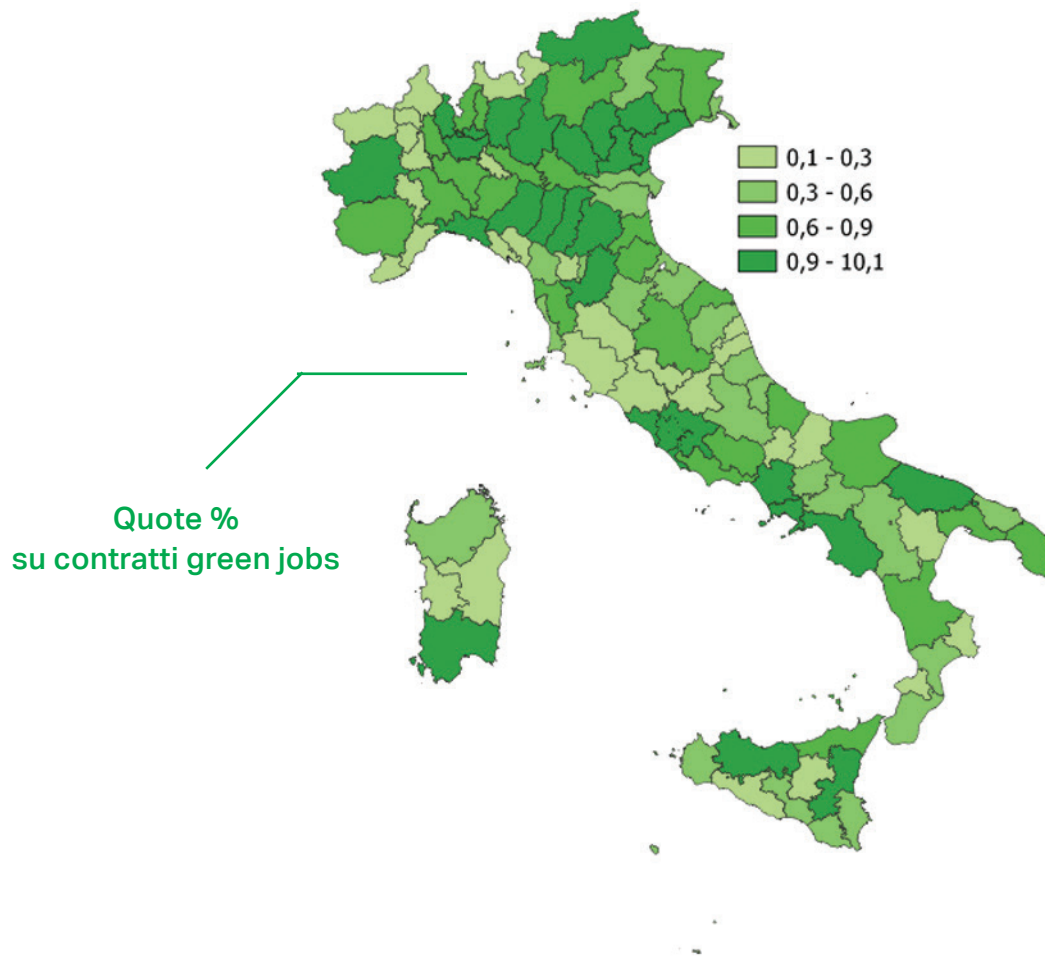 0,1 - 0,3
0,3 - 0,6
0,6 - 0,9
0,9 - 10,1
Quote %
su contratti green jobs